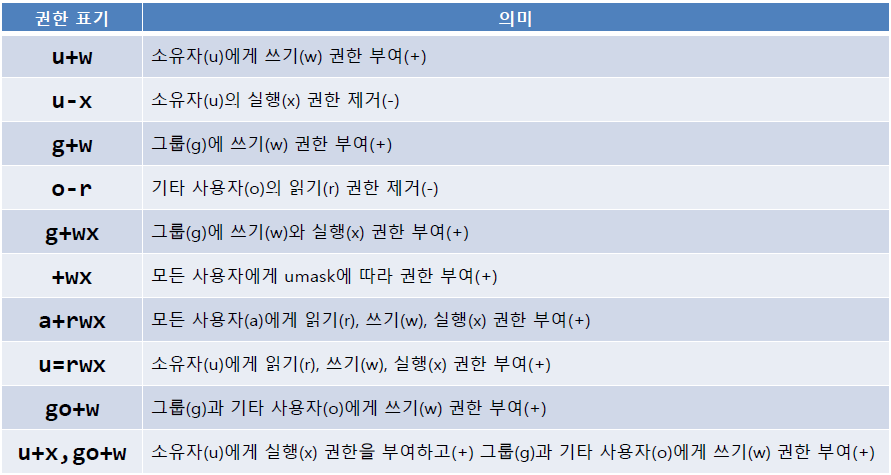 권한 표기 의미
u+w 소유자(u)에게 쓰기(w) 권한 부여(+)
u-x 소유자(u)의 실행(x) 권한 제거(-)
g+w 그룹(g)에 쓰기(w) 권한 부여(+)
o-r 기타 사용자(o)의 읽기(r) 권한 제거(-)
g+wx 그룹(g)에 쓰기(w)와 실행(x) 권한 부여(+)
+wx 모든 사용자에게 umask에 따라 권한 부여(+)
a+rwx 모든 사용자(a)에게 읽기(r), 쓰기(w), 실행(x) 권한 부여(+)
u=rwx 소유자(u)에게 읽기(r), 쓰기(w), 실행(x) 권한 부여(+)
go+w 그룹(g)과 기타 사용자(o)에게 쓰기(w) 권한 부여(+)
u+x,go+w 소유자(u)에게 실행(x) 권한을 부여하고(+) 그룹(g)과 기타 사용자(o)에게 쓰기(w) 권한 부여(+)